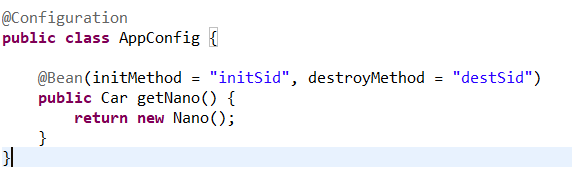 @Configuration
public class AppConfig {
@Bean(initMethod = "initSid", destroyMethod = "destSid")
public Car getNano() {
return new Nano();
}
}